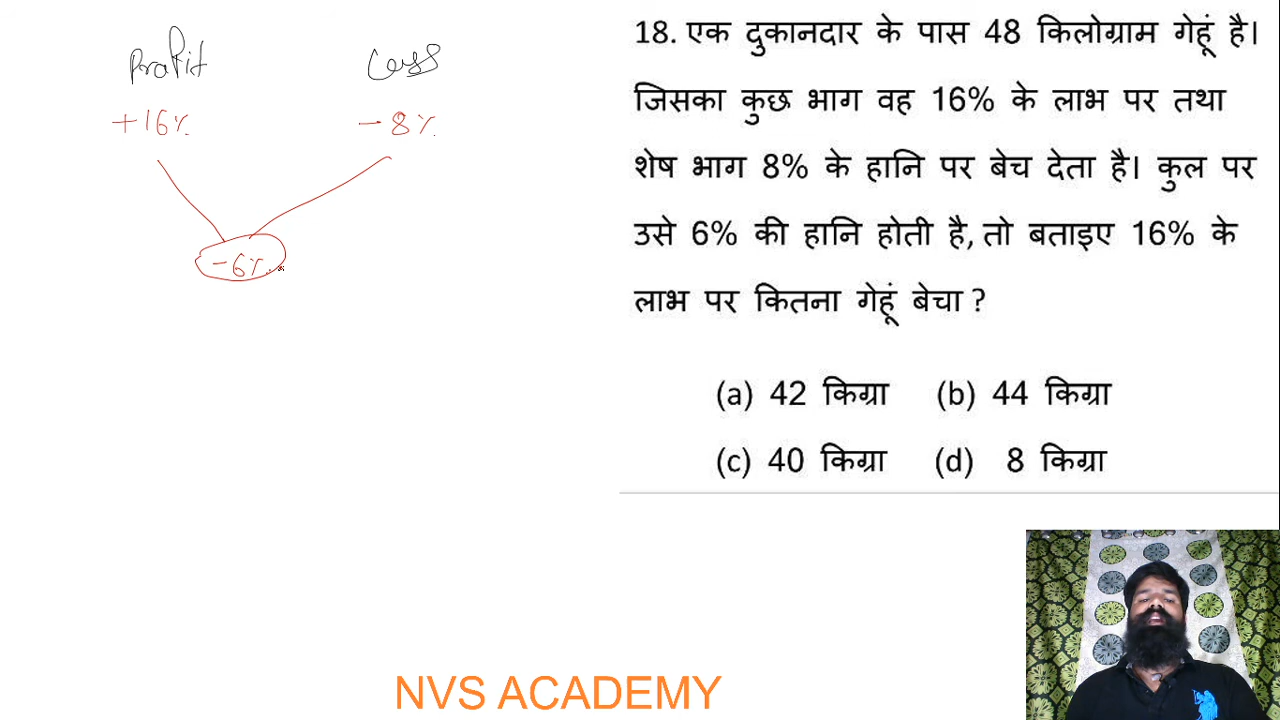 Profit Loss
+16% -8%
-6%
18. एक दुकानदार के पास 48 किलोग्राम गेहूं है।
जिसका कुछ भाग वह 16% के लाभ पर तथा
शेष भाग 8% के हानि पर बेच देता है। कुल पर
उसे 6% की हानि होती है, तो बताइए 16% के
लाभ पर कितना गेहूं बेचा ?
(a) 42 किग्रा (b) 44 किग्रा
(c) 40 किग्रा (d) 8 किग्रा
NVS ACADEMY